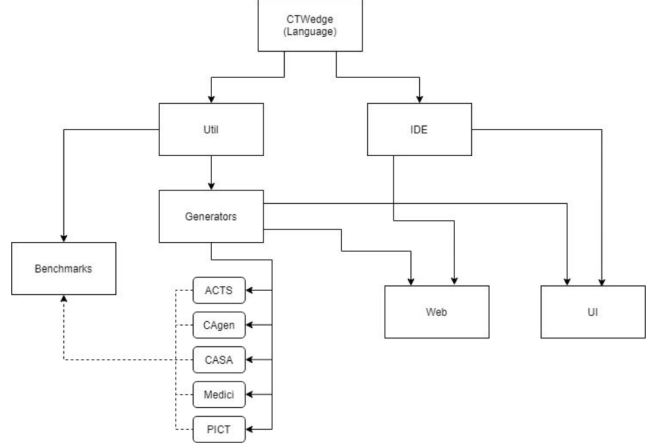 CTWedge
(Language)
Util
IDE
Generators
Benchmarks
ACTS
CAgen
CASA
Medici
PICT
Web
UI